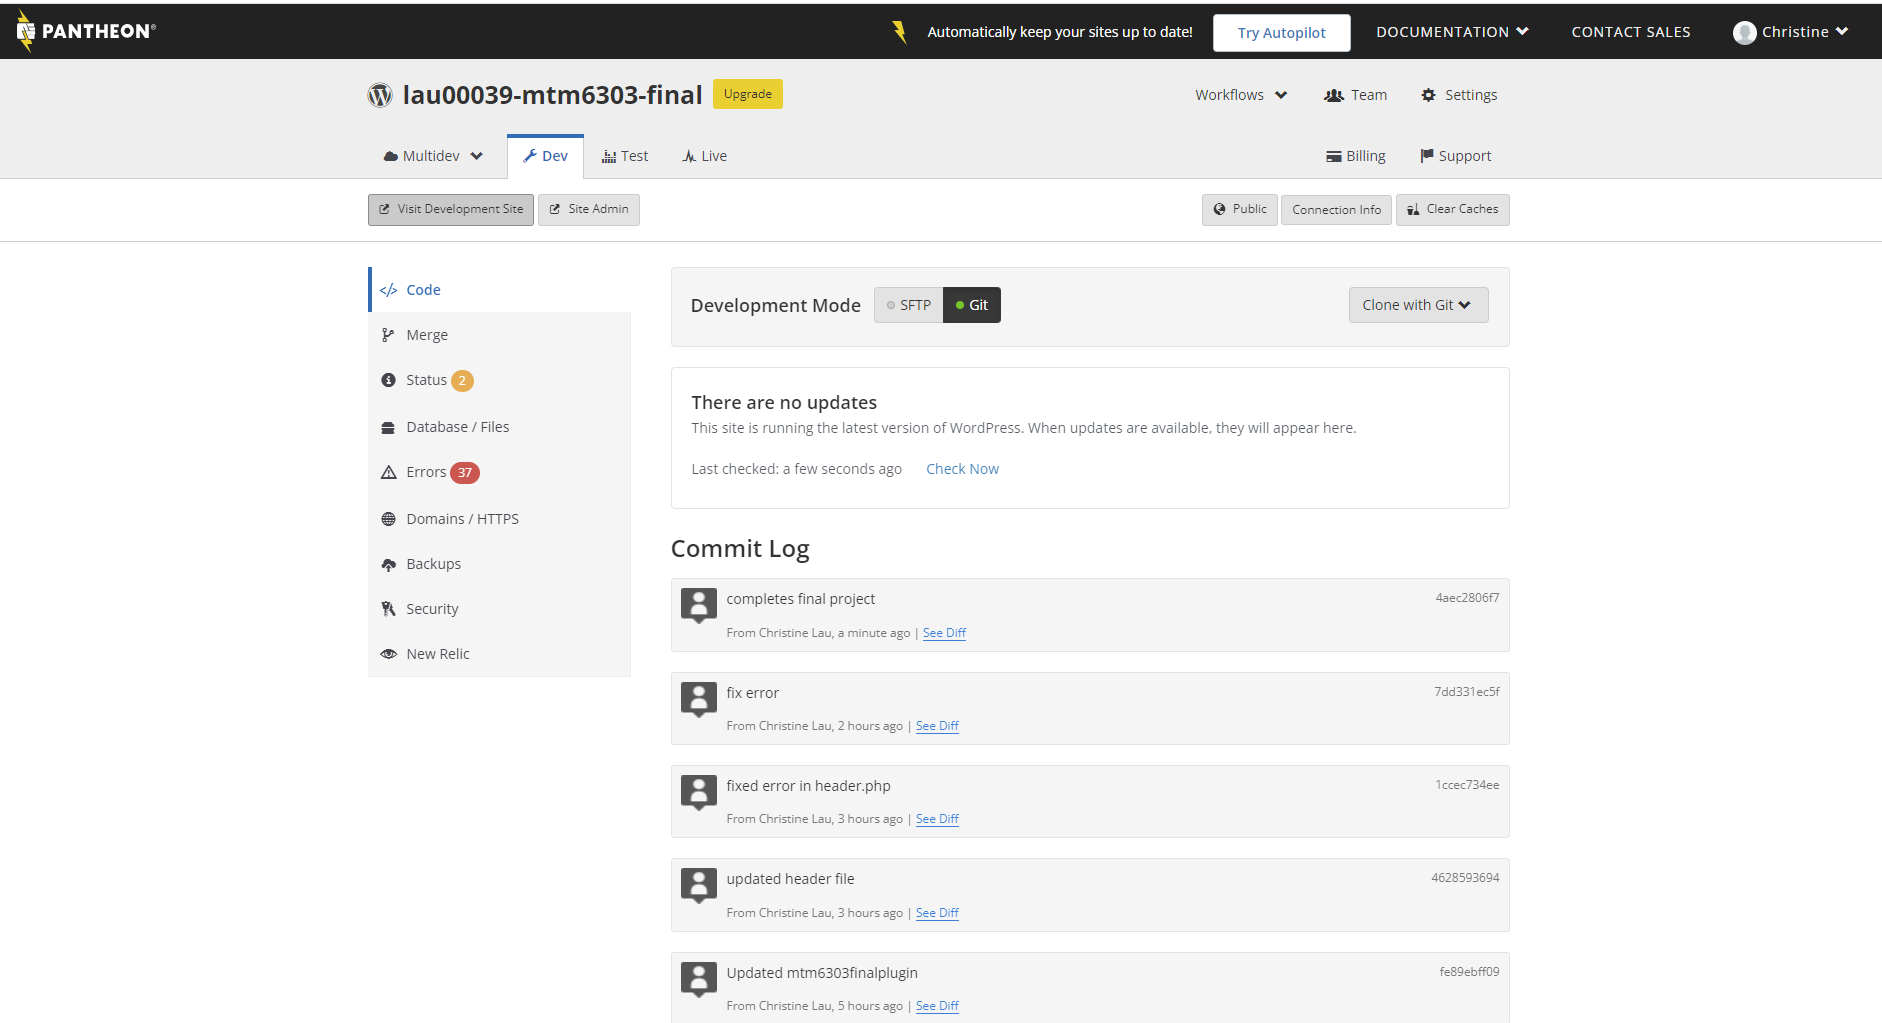 PANTHEON®
Automatically keep your sites up to date! Try Autopilot DOCUMENTATION CONTACT SALES Christine
lau00039-mtm6303-final Upgrade Workflows Team Settings
Multidev Dev Test Live Billing Support
Visit Development Site Site Admin Public Connection Info Clear Caches
</> Code
Merge
Status 2
Database / Files
Errors 37
Domains / HTTPS
Backups
Security
New Relic
Development Mode SFTP Git Clone with Git
There are no updates
This site is running the latest version of WordPress. When updates are available, they will appear here.
Last checked: a few seconds ago Check Now
Commit Log
completes final project 4aec2806f7
From Christine Lau, a minute ago | See Diff
fix error 7dd331ec5f
From Christine Lau, 2 hours ago | See Diff
fixed error in header.php 1ccec734ee
From Christine Lau, 3 hours ago | See Diff
updated header file 4628593694
From Christine Lau, 3 hours ago | See Diff
Updated mtm6303finalplugin fe89ebff09
From Christine Lau, 5 hours ago | See Diff